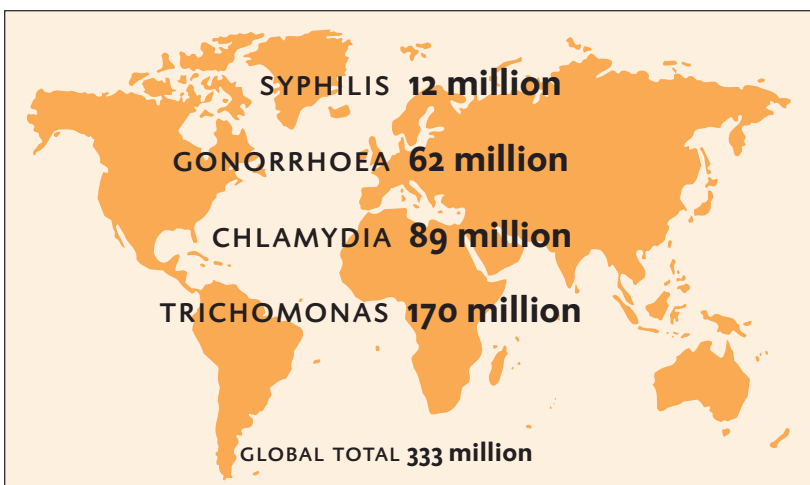 SYPHILIS 12 million
GONORRHOEA 62 million
CHLAMYDIA 89 million
TRICHOMONAS 170 million
GLOBAL TOTAL 333 million